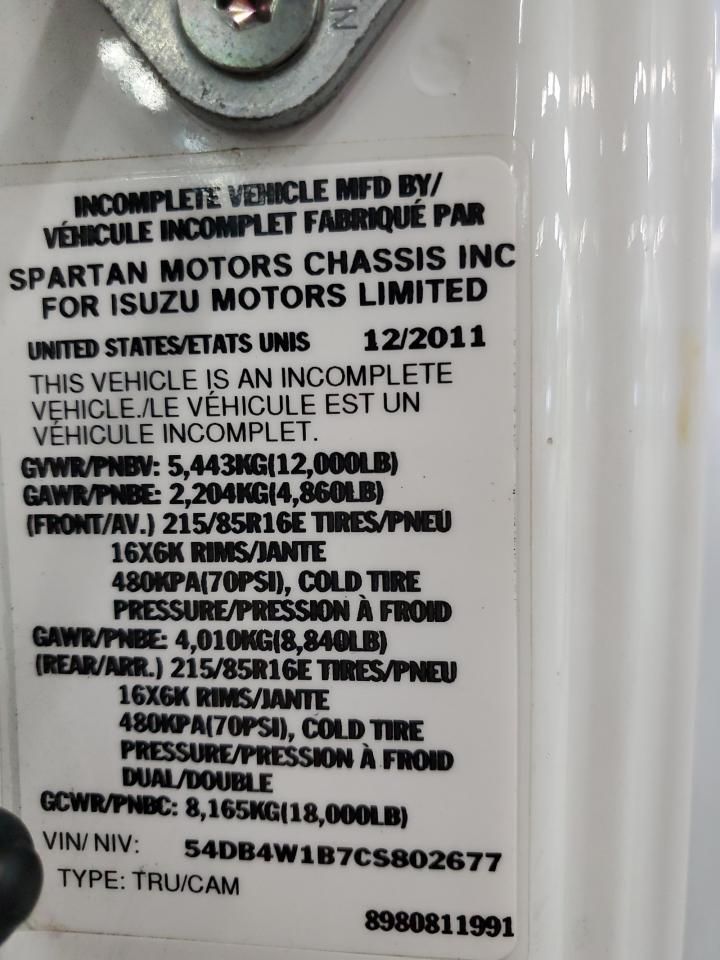 N
INCOMPLETE VEHICLE MFD BY/
VÉHICULE INCOMPLET FABRIQUÉ PAR
SPARTAN MOTORS CHASSIS INC
FOR ISUZU MOTORS LIMITED
UNITED STATES/ETATS UNIS 12/2011
THIS VEHICLE IS AN INCOMPLETE
VEHICLE./LE VÉHICULE EST UN
VÉHICULE INCOMPLET.
GVWR/PNBV: 5,443KG(12,000LB)
GAWR/PNBE: 2,204KG(4,860LB)
(FRONT/AV.) 215/85R16E TIRES/PNEU
16X6K RIMS/JANTE
480KPA(70PSI), COLD TIRE
PRESSURE/PRESSION À FROID
GAWR/PNBE: 4,010KG(8,840LB)
(REAR/ARR.) 215/85R16E TIRES/PNEU
16X6K RIMS/JANTE
480KPA(70PSI), COLD TIRE
PRESSURE/PRESSION À FROID
DUAL/DOUBLE
GCWR/PNBC: 8,165KG(18,000LB)
VIN/ NIV: 54DB4W1B7CS802677
TYPE: TRU/CAM
8980811991